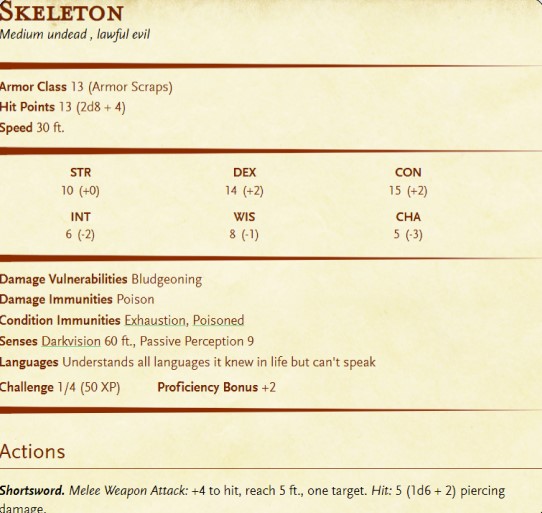 SKELETON
Medium undead , lawful evil
Armor Class 13 (Armor Scraps)
Hit Points 13 (2d8 + 4)
Speed 30 ft.
STR DEX CON
10 (+0) 14 (+2) 15 (+2)
INT WIS CHA
6 (-2) 8 (-1) 5 (-3)
Damage Vulnerabilities Bludgeoning
Damage Immunities Poison
Condition Immunities Exhaustion, Poisoned
Senses Darkvision 60 ft., Passive Perception 9
Languages Understands all languages it knew in life but can't speak
Challenge 1/4 (50 XP) Proficiency Bonus +2
Actions
Shortsword. Melee Weapon Attack: +4 to hit, reach 5 ft., one target. Hit: 5 (1d6 + 2) piercing
damage.